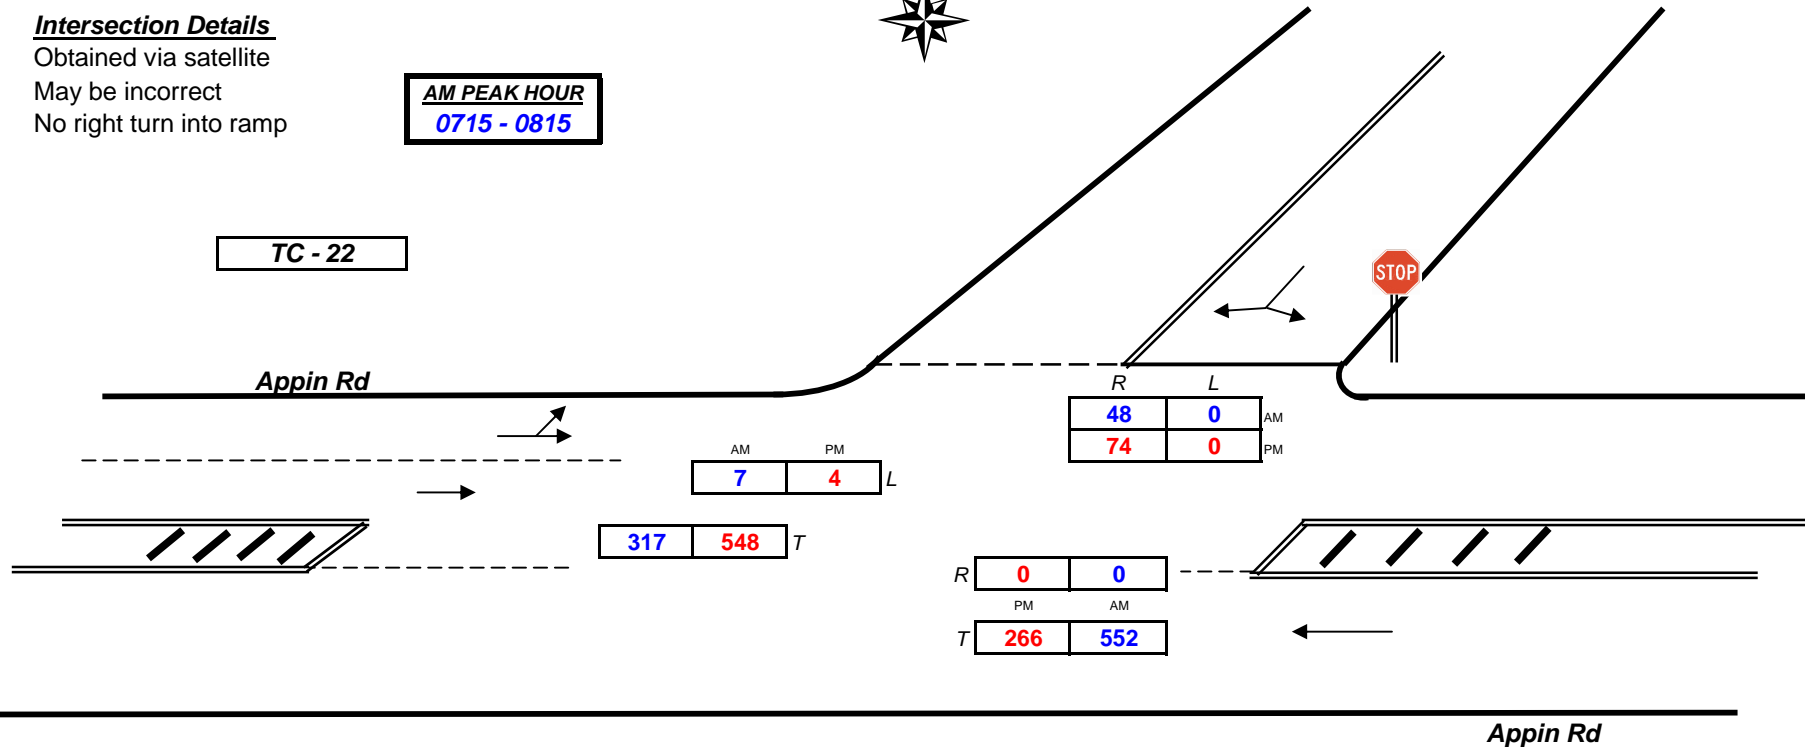 Intersection Details
Obtained via satellite
May be incorrect
No right turn into ramp
AM PEAK HOUR
0715 - 0815
TC - 22
STOP
Appin Rd
R L
48 0 AM
74 0 PM
AM PM
7 4 L
317 548 T
R 0 0
PM AM
T 266 552
Appin Rd